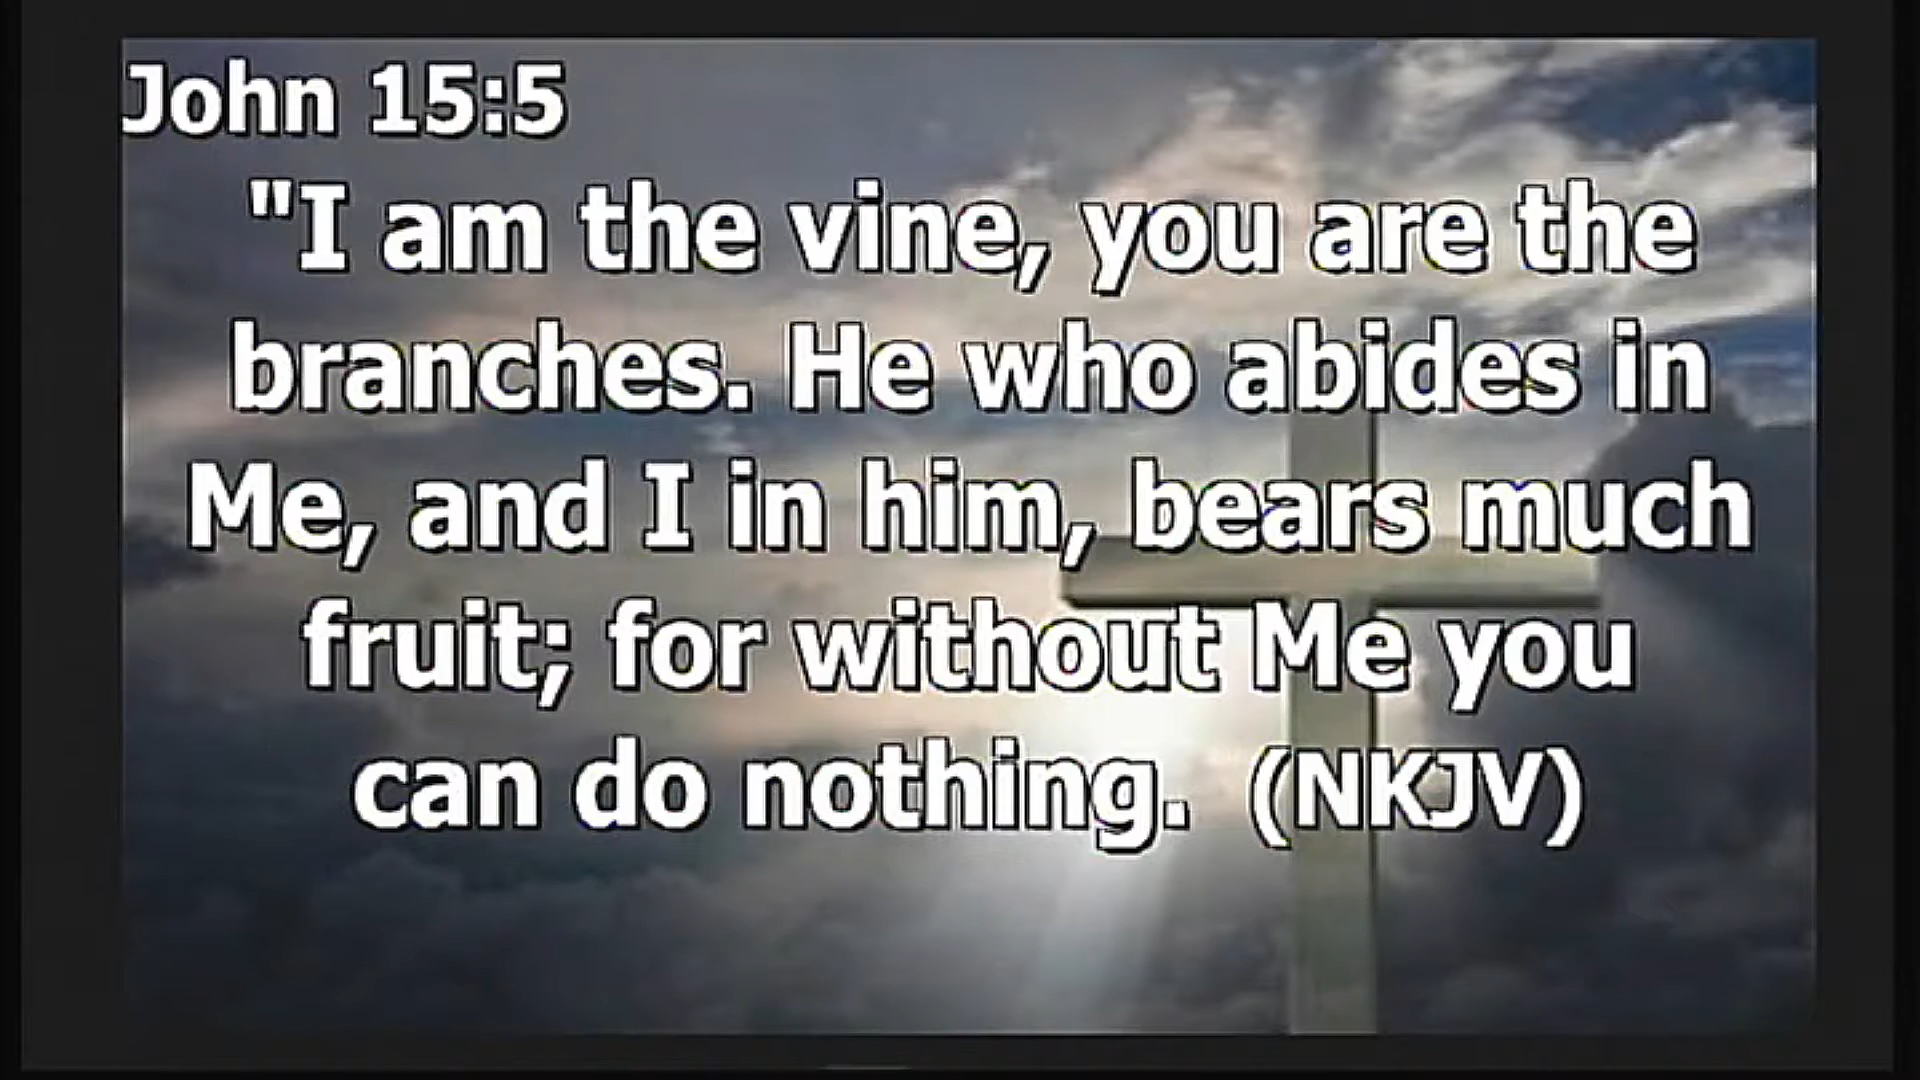 John 15:5
"I am the vine, you are the
branches. He who abides in
Me, and I in him, bears much
fruit; for without Me you
can do nothing.  (NKJV)